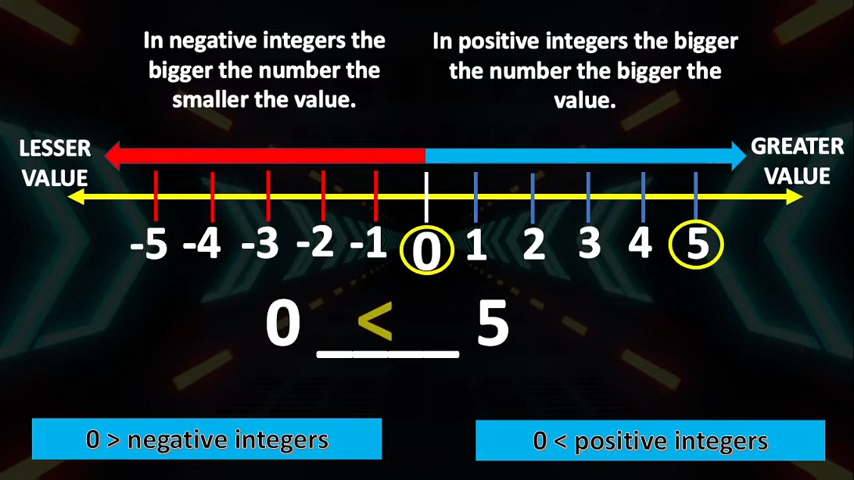 In negative integers the
bigger the number the
smaller the value.
In positive integers the bigger
the number the bigger the
value.
LESSER
VALUE
GREATER
VALUE
-5 -4 -3 -2 -1 0 1 2 3 4 5
0 < 5
0 > negative integers
0 < positive integers